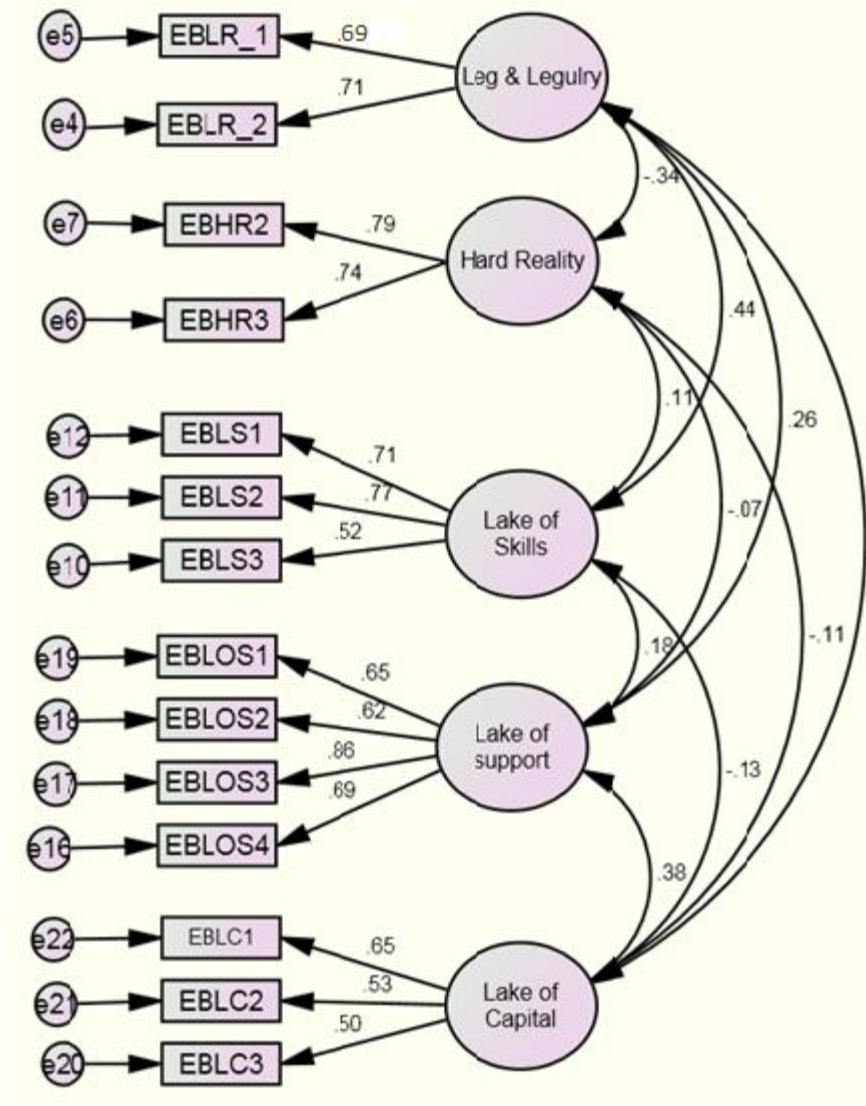 e5 EBLR_1 .69
Leg & Legulry
e4 EBLR_2 .71
-.34
e7 EBHR2 .79
Hard Reality
e6 EBHR3 .74
.44
.11
.26
e12 EBLS1 .71
e11 EBLS2 .77
-.07
Lake of
Skills
e10 EBLS3 .52
-.11
.18
e19 EBLOS1 .65
e18 EBLOS2 .62
Lake of
support
e17 EBLOS3 .86
-.13
e16 EBLOS4 .69
.38
e22 EBLC1 .65
e21 EBLC2 .53
Lake of
Capital
e20 EBLC3 .50